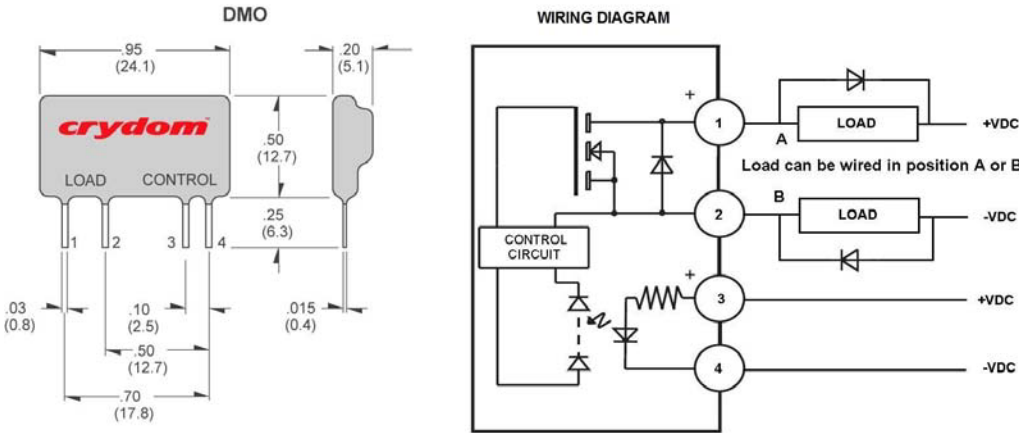 DMO
.95
(24.1)
.20
(5.1)
crydom™
LOAD CONTROL
.50
(12.7)
.25
(6.3)
1 2 3 4
.03
(0.8)
.10
(2.5)
.015
(0.4)
.50
(12.7)
.70
(17.8)
WIRING DIAGRAM
+
1
A
LOAD
+VDC
Load can be wired in position A or B
2
B
LOAD
-VDC
CONTROL
CIRCUIT
+
3
+VDC
4
-VDC